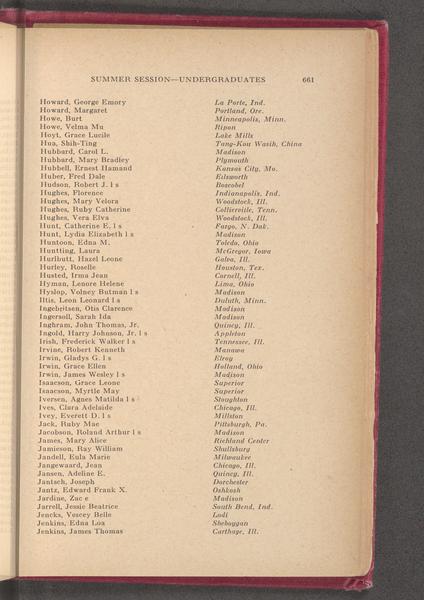 SUMMER SESSION—UNDERGRADUATES 661
Howard, George Emory La Porte, Ind.
Howard, Margaret Portland, Ore.
Howe, Burt Minneapolis, Minn.
Howe, Velma Mu Ripon
Hoyt, Grace Lucile Lake Mills
Hua, Shih-Ting Tang-Kou Wasih, China
Hubbard, Carol L. Madison
Hubbard, Mary Bradley Plymouth
Hubbell, Ernest Hamand Kansas City, Mo.
Huber, Fred Dale Ellsworth
Hudson, Robert J. l s Boscobel
Hughes, Florence Indianapolis, Ind.
Hughes, Mary Velora Woodstock, Ill.
Hughes, Ruby Catherine Collierville, Tenn.
Hughes, Vera Elva Woodstock, Ill.
Hunt, Catherine E. l s Fargo, N. Dak.
Hunt, Lydia Elizabeth l s Madison
Huntoon, Edna M. Toledo, Ohio
Huntting, Laura McGregor, Iowa
Hurlbutt, Hazel Leone Galva, Ill.
Hurley, Roselle Houston, Tex.
Husted, Irma Jean Cornell, Ill.
Hyman, Lenore Helene Lima, Ohio
Hyslop, Volney Butman l s Madison
Iltis, Leon Leonard l s Duluth, Minn.
Ingebritsen, Otis Clarence Madison
Ingersoll, Sarah Ida Madison
Inghram, John Thomas, Jr. Quincy, Ill.
Ingold, Harry Johnson, Jr. l s Appleton
Irish, Frederick Walker l s Tennessee, Ill.
Irvine, Robert Kenneth Manawa
Irwin, Gladys G. l s Elroy
Irwin, Grace Ellen Holland, Ohio
Irwin, James Wesley l s Madison
Isaacson, Grace Leone Superior
Isaacson, Myrtle May Superior
Iversen, Agnes Matilda l s Stoughton
Ives, Clara Adelaide Chicago, Ill.
Ivey, Everett D. l s Millston
Jack, Ruby Mae Pittsburgh, Pa.
Jacobson, Roland Arthur l s Madison
James, Mary Alice Richland Center
Jamieson, Ray William Shullsburg
Jandell, Eula Marie Milwaukee
Jangewaard, Jean Chicago, Ill.
Jansen, Adeline E. Quincy, Ill.
Jantsch, Joseph Dorchester
Jantz, Edward Frank X. Oshkosh
Jardine, Zac e Madison
Jarrell, Jessie Beatrice South Bend, Ind.
Jencks, Vescey Belle Lodi
Jenkins, Edna Loa Sheboygan
Jenkins, James Thomas Carthage, Ill.